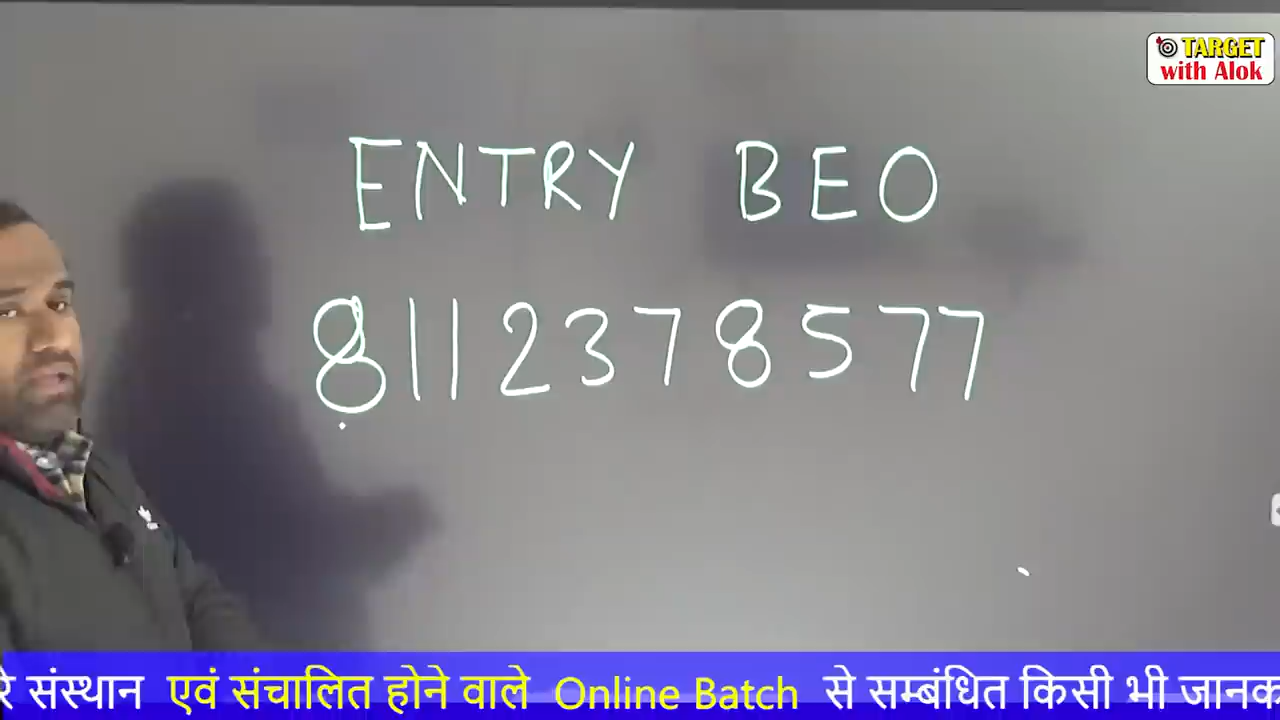 TARGET
with Alok
ENTRY BEO
8112378577
रे संस्थान एवं संचालित होने वाले Online Batch से सम्बंधित किसी भी जानक